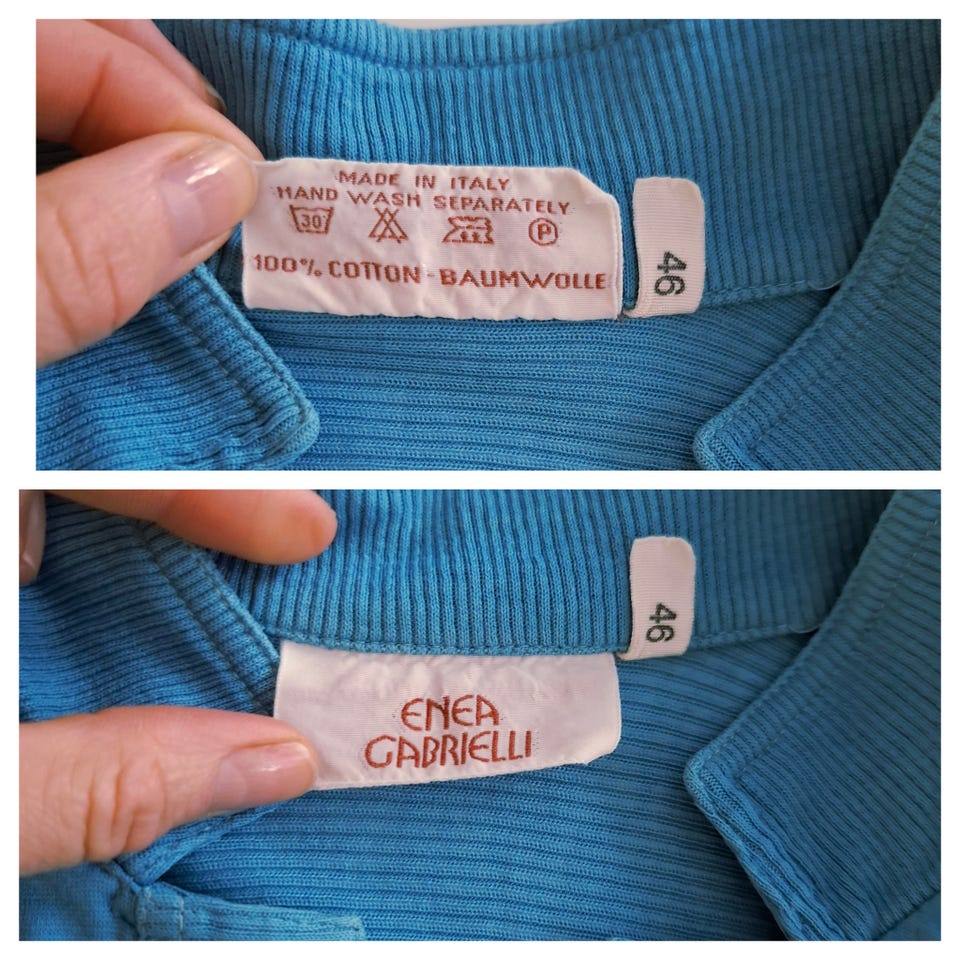 MADE IN ITALY
HAND WASH SEPARATELY
30 P
100% COTTON - BAUMWOLLE
46
46
ENEA
GABRIELLI